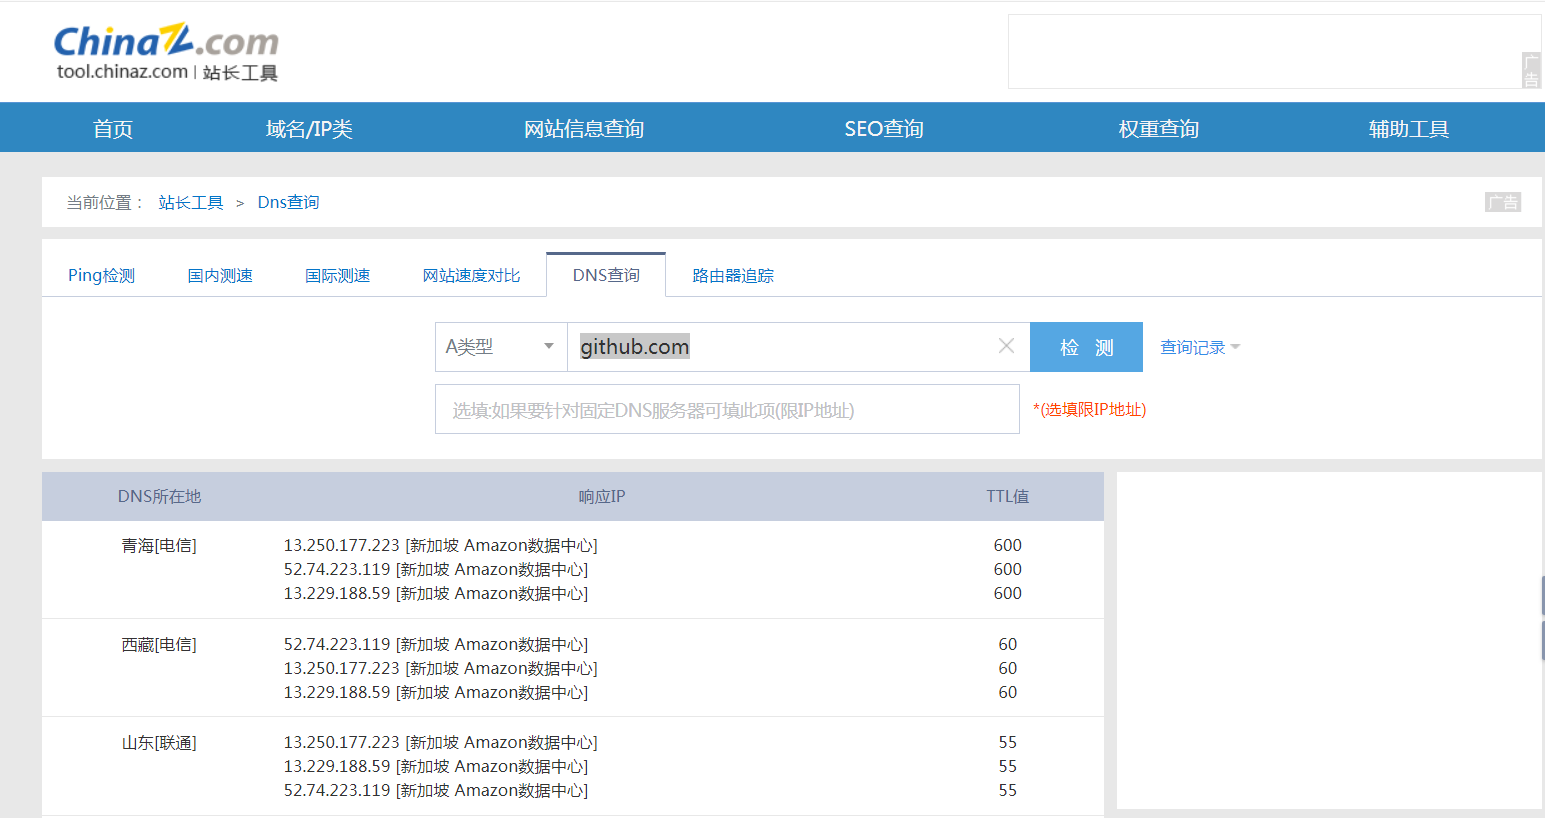 ChinaZ.com
tool.chinaz.com | 站长工具
广告
首页 域名/IP类 网站信息查询 SEO查询 权重查询 辅助工具
当前位置： 站长工具 > Dns查询 广告
Ping检测 国内测速 国际测速 网站速度对比 DNS查询 路由器追踪
A类型 github.com 检 测 查询记录
选填:如果要针对固定DNS服务器可填此项(限IP地址) *(选填限IP地址)
DNS所在地 响应IP TTL值
青海[电信] 13.250.177.223 [新加坡 Amazon数据中心] 600
52.74.223.119 [新加坡 Amazon数据中心] 600
13.229.188.59 [新加坡 Amazon数据中心] 600
西藏[电信] 52.74.223.119 [新加坡 Amazon数据中心] 60
13.250.177.223 [新加坡 Amazon数据中心] 60
13.229.188.59 [新加坡 Amazon数据中心] 60
山东[联通] 13.250.177.223 [新加坡 Amazon数据中心] 55
13.229.188.59 [新加坡 Amazon数据中心] 55
52.74.223.119 [新加坡 Amazon数据中心] 55